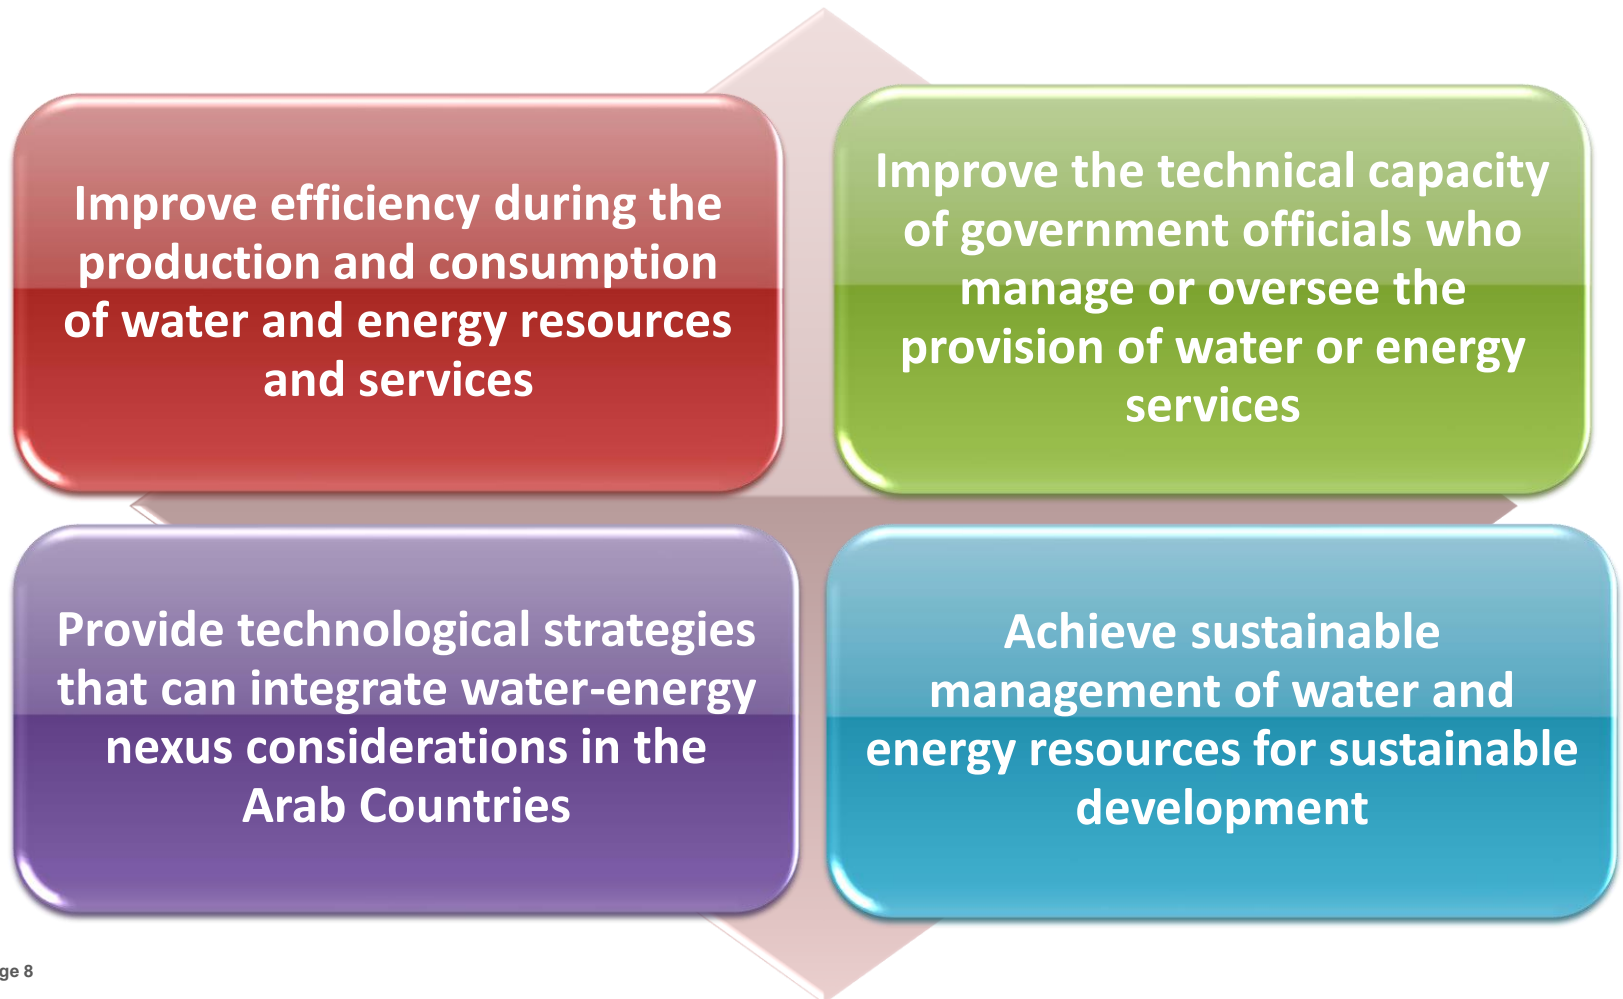 Improve efficiency during the
production and consumption
of water and energy resources
and services
Improve the technical capacity
of government officials who
manage or oversee the
provision of water or energy
services
Provide technological strategies
that can integrate water-energy
nexus considerations in the
Arab Countries
Achieve sustainable
management of water and
energy resources for sustainable
development
ge 8